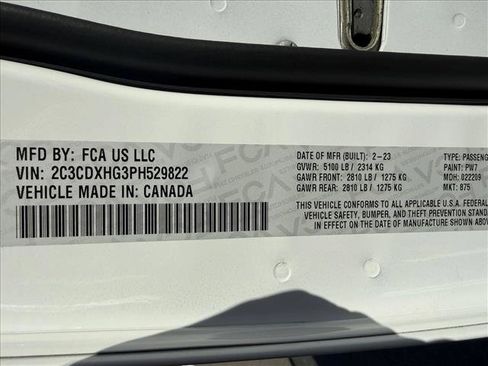 MFD BY: FCA US LLC
VIN: 2C3CDXHG3PH529822
VEHICLE MADE IN: CANADA
DATE OF MFR (BUILT): 2-23
GVWR: 5100 LB / 2314 KG
GAWR FRONT: 2810 LB / 1275 KG
GAWR REAR: 2810 LB / 1275 KG
TYPE: PASSENG
PAINT: PW7
MDH: 022209
MKT: 875
THIS VEHICLE CONFORMS TO ALL APPLICABLE U.S.A. FEDERAL
VEHICLE SAFETY, BUMPER, AND THEFT PREVENTION STAND
IN EFFECT ON THE DATE OF MANUFACTURE SHOWN ABOV